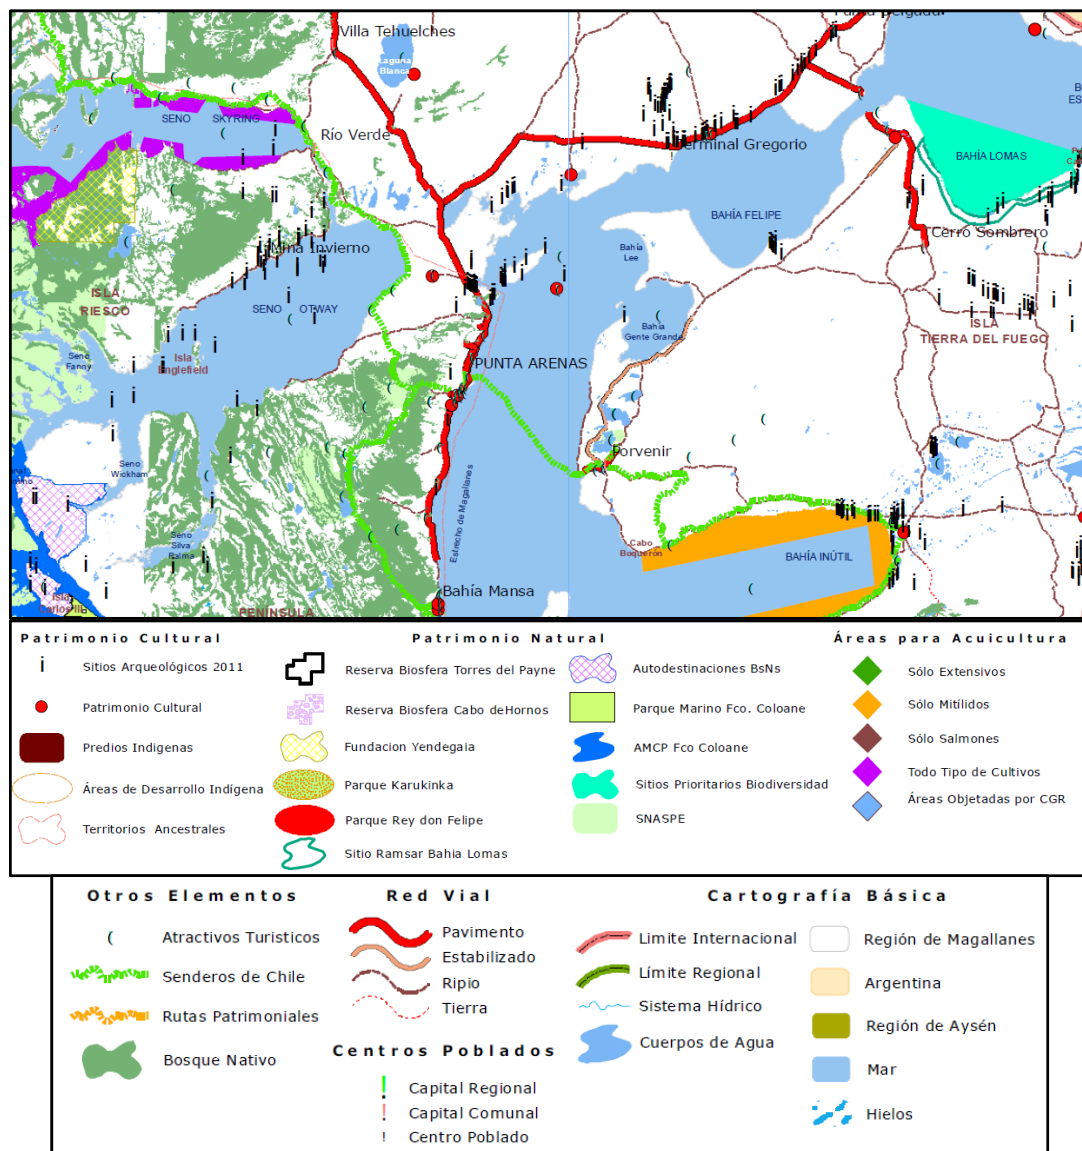 Villa Tehuelches
Laguna
Blanca
SENO SKYRING
Río Verde
Terminal Gregorio
BAHÍA LOMAS
BAHÍA FELIPE
Cerro Sombrero
Mina Invierno
Bahía
Lee
ISLA
RIESCO
SENO OTWAY
Bahía
Gente Grande
ISLA
TIERRA DEL FUEGO
Seno
Fanny
Isla
Englefield
PUNTA ARENAS
Porvenir
Seno
Wickham
Estrecho de Magallanes
Seno
Silva
Palma
Cabo
Boquerón
BAHÍA INÚTIL
Bahía Mansa
Isla
Carlos III
PENÍNSULA
Patrimonio Cultural
Sitios Arqueológicos 2011
Patrimonio Cultural
Predios Indigenas
Áreas de Desarrollo Indígena
Territorios Ancestrales
Patrimonio Natural
Reserva Biosfera Torres del Payne
Reserva Biosfera Cabo deHornos
Fundacion Yendegaia
Parque Karukinka
Parque Rey don Felipe
Sitio Ramsar Bahia Lomas
Autodestinaciones BsNs
Parque Marino Fco. Coloane
AMCP Fco Coloane
Sitios Prioritarios Biodiversidad
SNASPE
Áreas para Acuicultura
Sólo Extensivos
Sólo Mitílidos
Sólo Salmones
Todo Tipo de Cultivos
Áreas Objetadas por CGR
Otros Elementos
Atractivos Turisticos
Senderos de Chile
Rutas Patrimoniales
Bosque Nativo
Red Vial
Pavimento
Estabilizado
Ripio
Tierra
Centros Poblados
Capital Regional
Capital Comunal
Centro Poblado
Cartografía Básica
Limite Internacional
Límite Regional
Sistema Hídrico
Cuerpos de Agua
Región de Magallanes
Argentina
Región de Aysén
Mar
Hielos